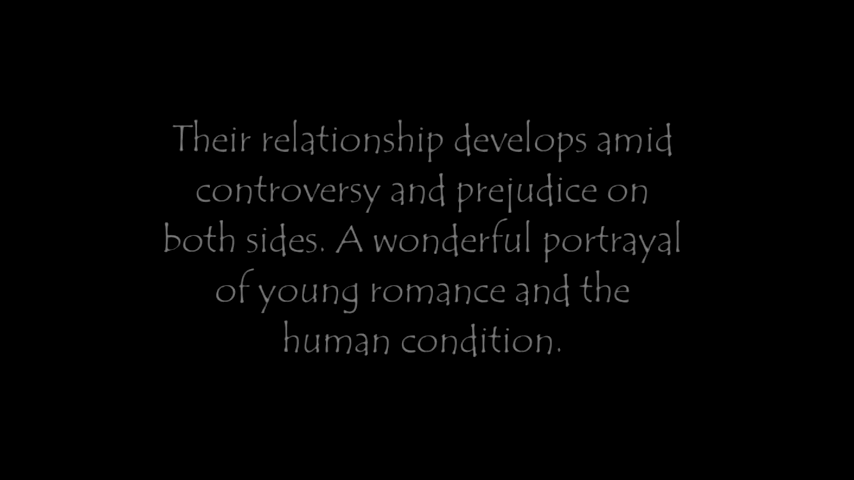 Their relationship develops amid
controversy and prejudice on
both sides. A wonderful portrayal
of young romance and the
human condition.